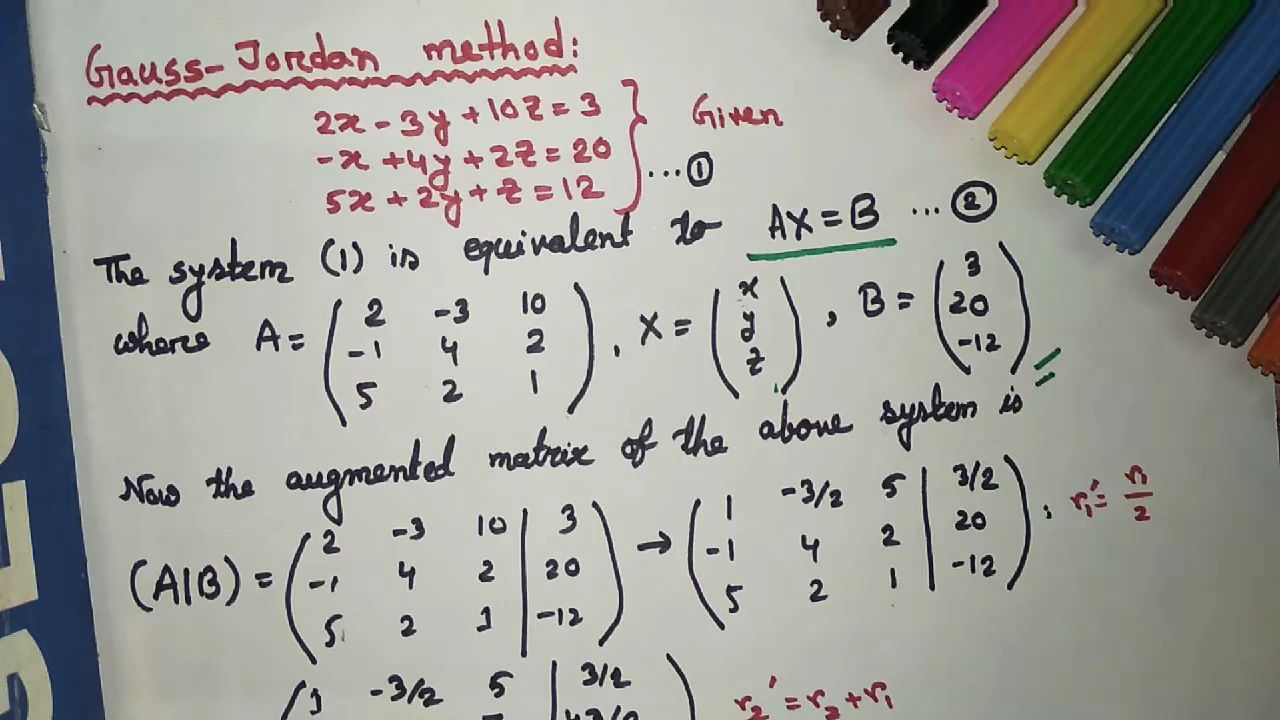 Gauss-Jordan method:
2x - 3y + 10z = 3
-x + 4y + 2z = 20
5x + 2y + z = 12
Given
...①
The system (1) is equivalent to AX = B ...②
where A = ( 2 -3 10
-1 4 2
5 2 1 ), X = ( x
y
z ), B = ( 3
20
-12 )
Now the augmented matrix of the above system is
(A|B) = ( 2 -3 10 | 3
-1 4 2 | 20
5 2 1 | -12 ) → ( 1 -3/2 5 | 3/2
-1 4 2 | 20
5 2 1 | -12 ) ; r₁' = r₁/2
( 1 -3/2 5 | 3/2 )
r₂' = r₂ + r₁